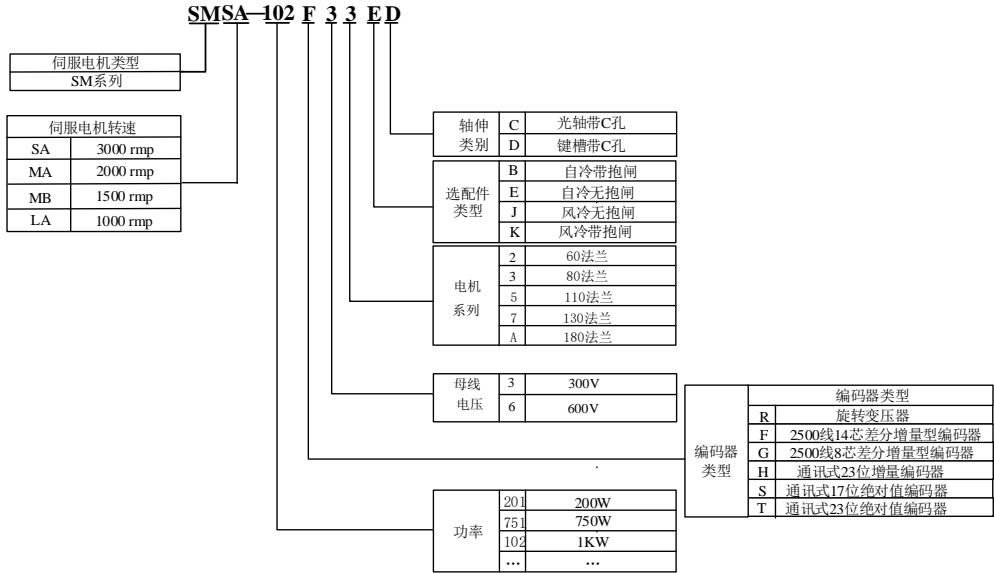 SMSA—102 F 3 3 E D
伺服电机类型
SM系列
伺服电机转速
SA 3000 rmp
MA 2000 rmp
MB 1500 rmp
LA 1000 rmp
轴伸类别
C 光轴带C孔
D 键槽带C孔
选配件类型
B 自冷带抱闸
E 自冷无抱闸
J 风冷无抱闸
K 风冷带抱闸
电机系列
2 60法兰
3 80法兰
5 110法兰
7 130法兰
A 180法兰
母线电压
3 300V
6 600V
编码器类型
编码器类型
R 旋转变压器
F 2500线14芯差分增量型编码器
G 2500线8芯差分增量型编码器
H 通讯式23位增量编码器
S 通讯式17位绝对值编码器
T 通讯式23位绝对值编码器
功率
201 200W
751 750W
102 1KW
... ...